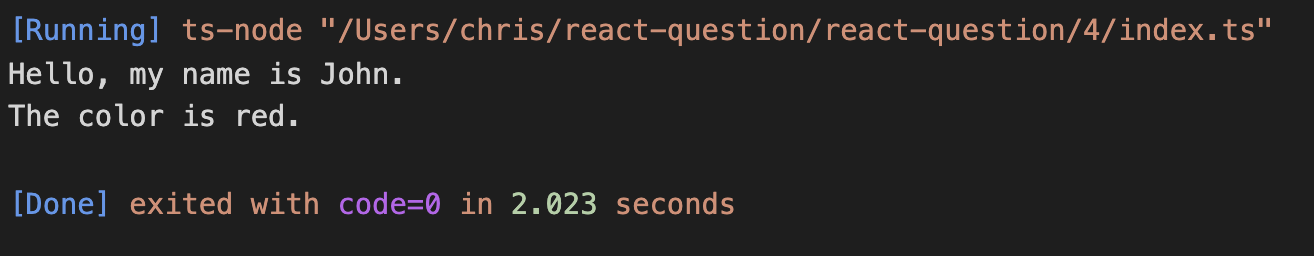 [Running] ts-node "/Users/chris/react-question/react-question/4/index.ts"
Hello, my name is John.
The color is red.
[Done] exited with code=0 in 2.023 seconds